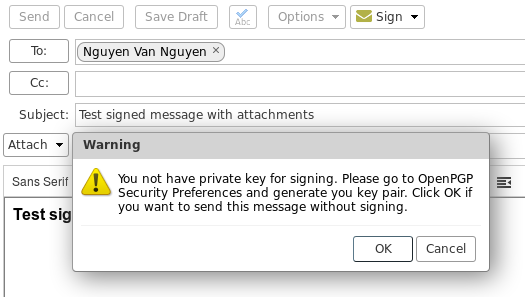 Send Cancel Save Draft Abc Options Sign
To: Nguyen Van Nguyen ×
Cc:
Subject: Test signed message with attachments
Attach
Warning
Sans Serif
You not have private key for signing. Please go to OpenPGP
Security Preferences and generate you key pair. Click OK if
you want to send this message without signing.
Test sig
OK Cancel